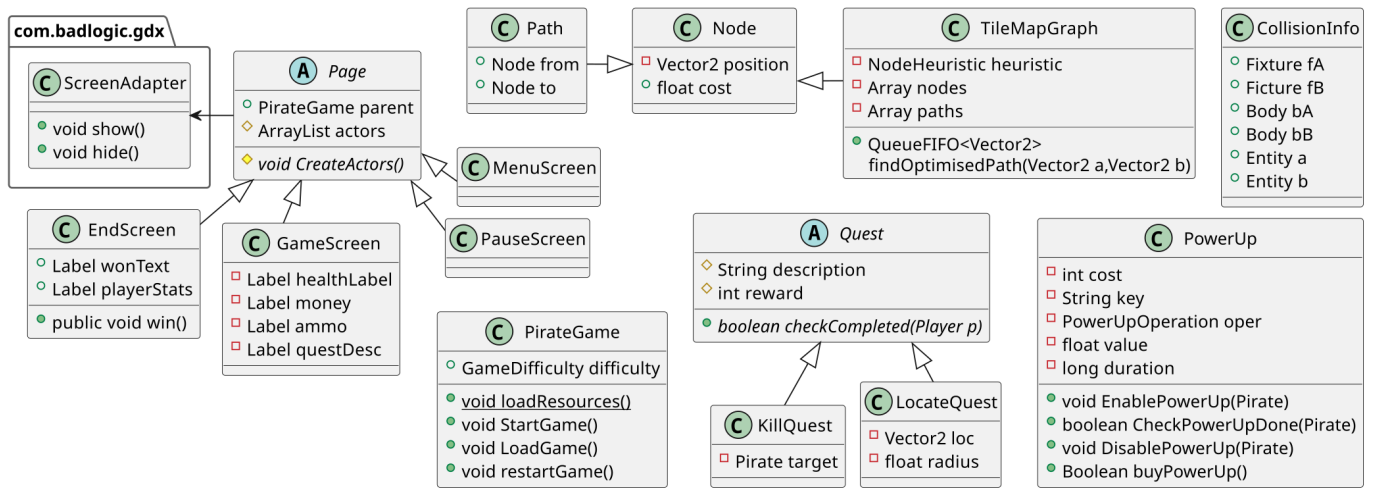 com.badlogic.gdx
C ScreenAdapter
void show()
void hide()
A Page
PirateGame parent
ArrayList actors
void CreateActors()
C Path
Node from
Node to
C Node
Vector2 position
float cost
C TileMapGraph
NodeHeuristic heuristic
Array nodes
Array paths
QueueFIFO<Vector2>
findOptimisedPath(Vector2 a,Vector2 b)
C CollisionInfo
Fixture fA
Ficture fB
Body bA
Body bB
Entity a
Entity b
C MenuScreen
C EndScreen
Label wonText
Label playerStats
public void win()
C GameScreen
Label healthLabel
Label money
Label ammo
Label questDesc
C PauseScreen
C PirateGame
GameDifficulty difficulty
void loadResources()
void StartGame()
void LoadGame()
void restartGame()
A Quest
String description
int reward
boolean checkCompleted(Player p)
C KillQuest
Pirate target
C LocateQuest
Vector2 loc
float radius
C PowerUp
int cost
String key
PowerUpOperation oper
float value
long duration
void EnablePowerUp(Pirate)
boolean CheckPowerUpDone(Pirate)
void DisablePowerUp(Pirate)
Boolean buyPowerUp()